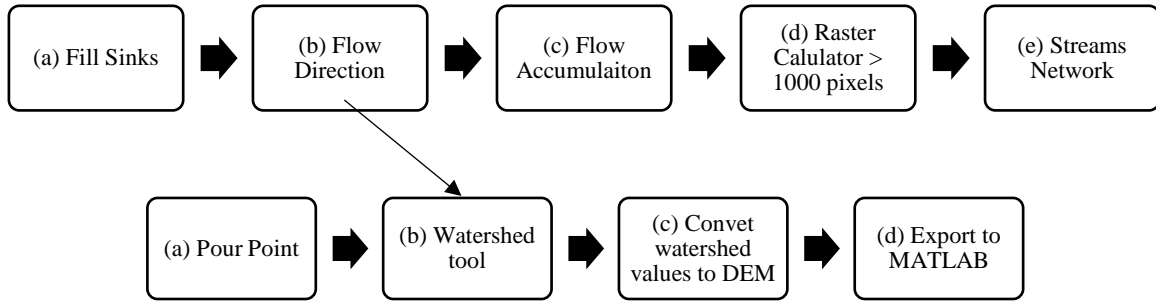 (a) Fill Sinks
(b) Flow
Direction
(c) Flow
Accumulaiton
(d) Raster
Calulator >
1000 pixels
(e) Streams
Network
(a) Pour Point
(b) Watershed
tool
(c) Convet
watershed
values to DEM
(d) Export to
MATLAB